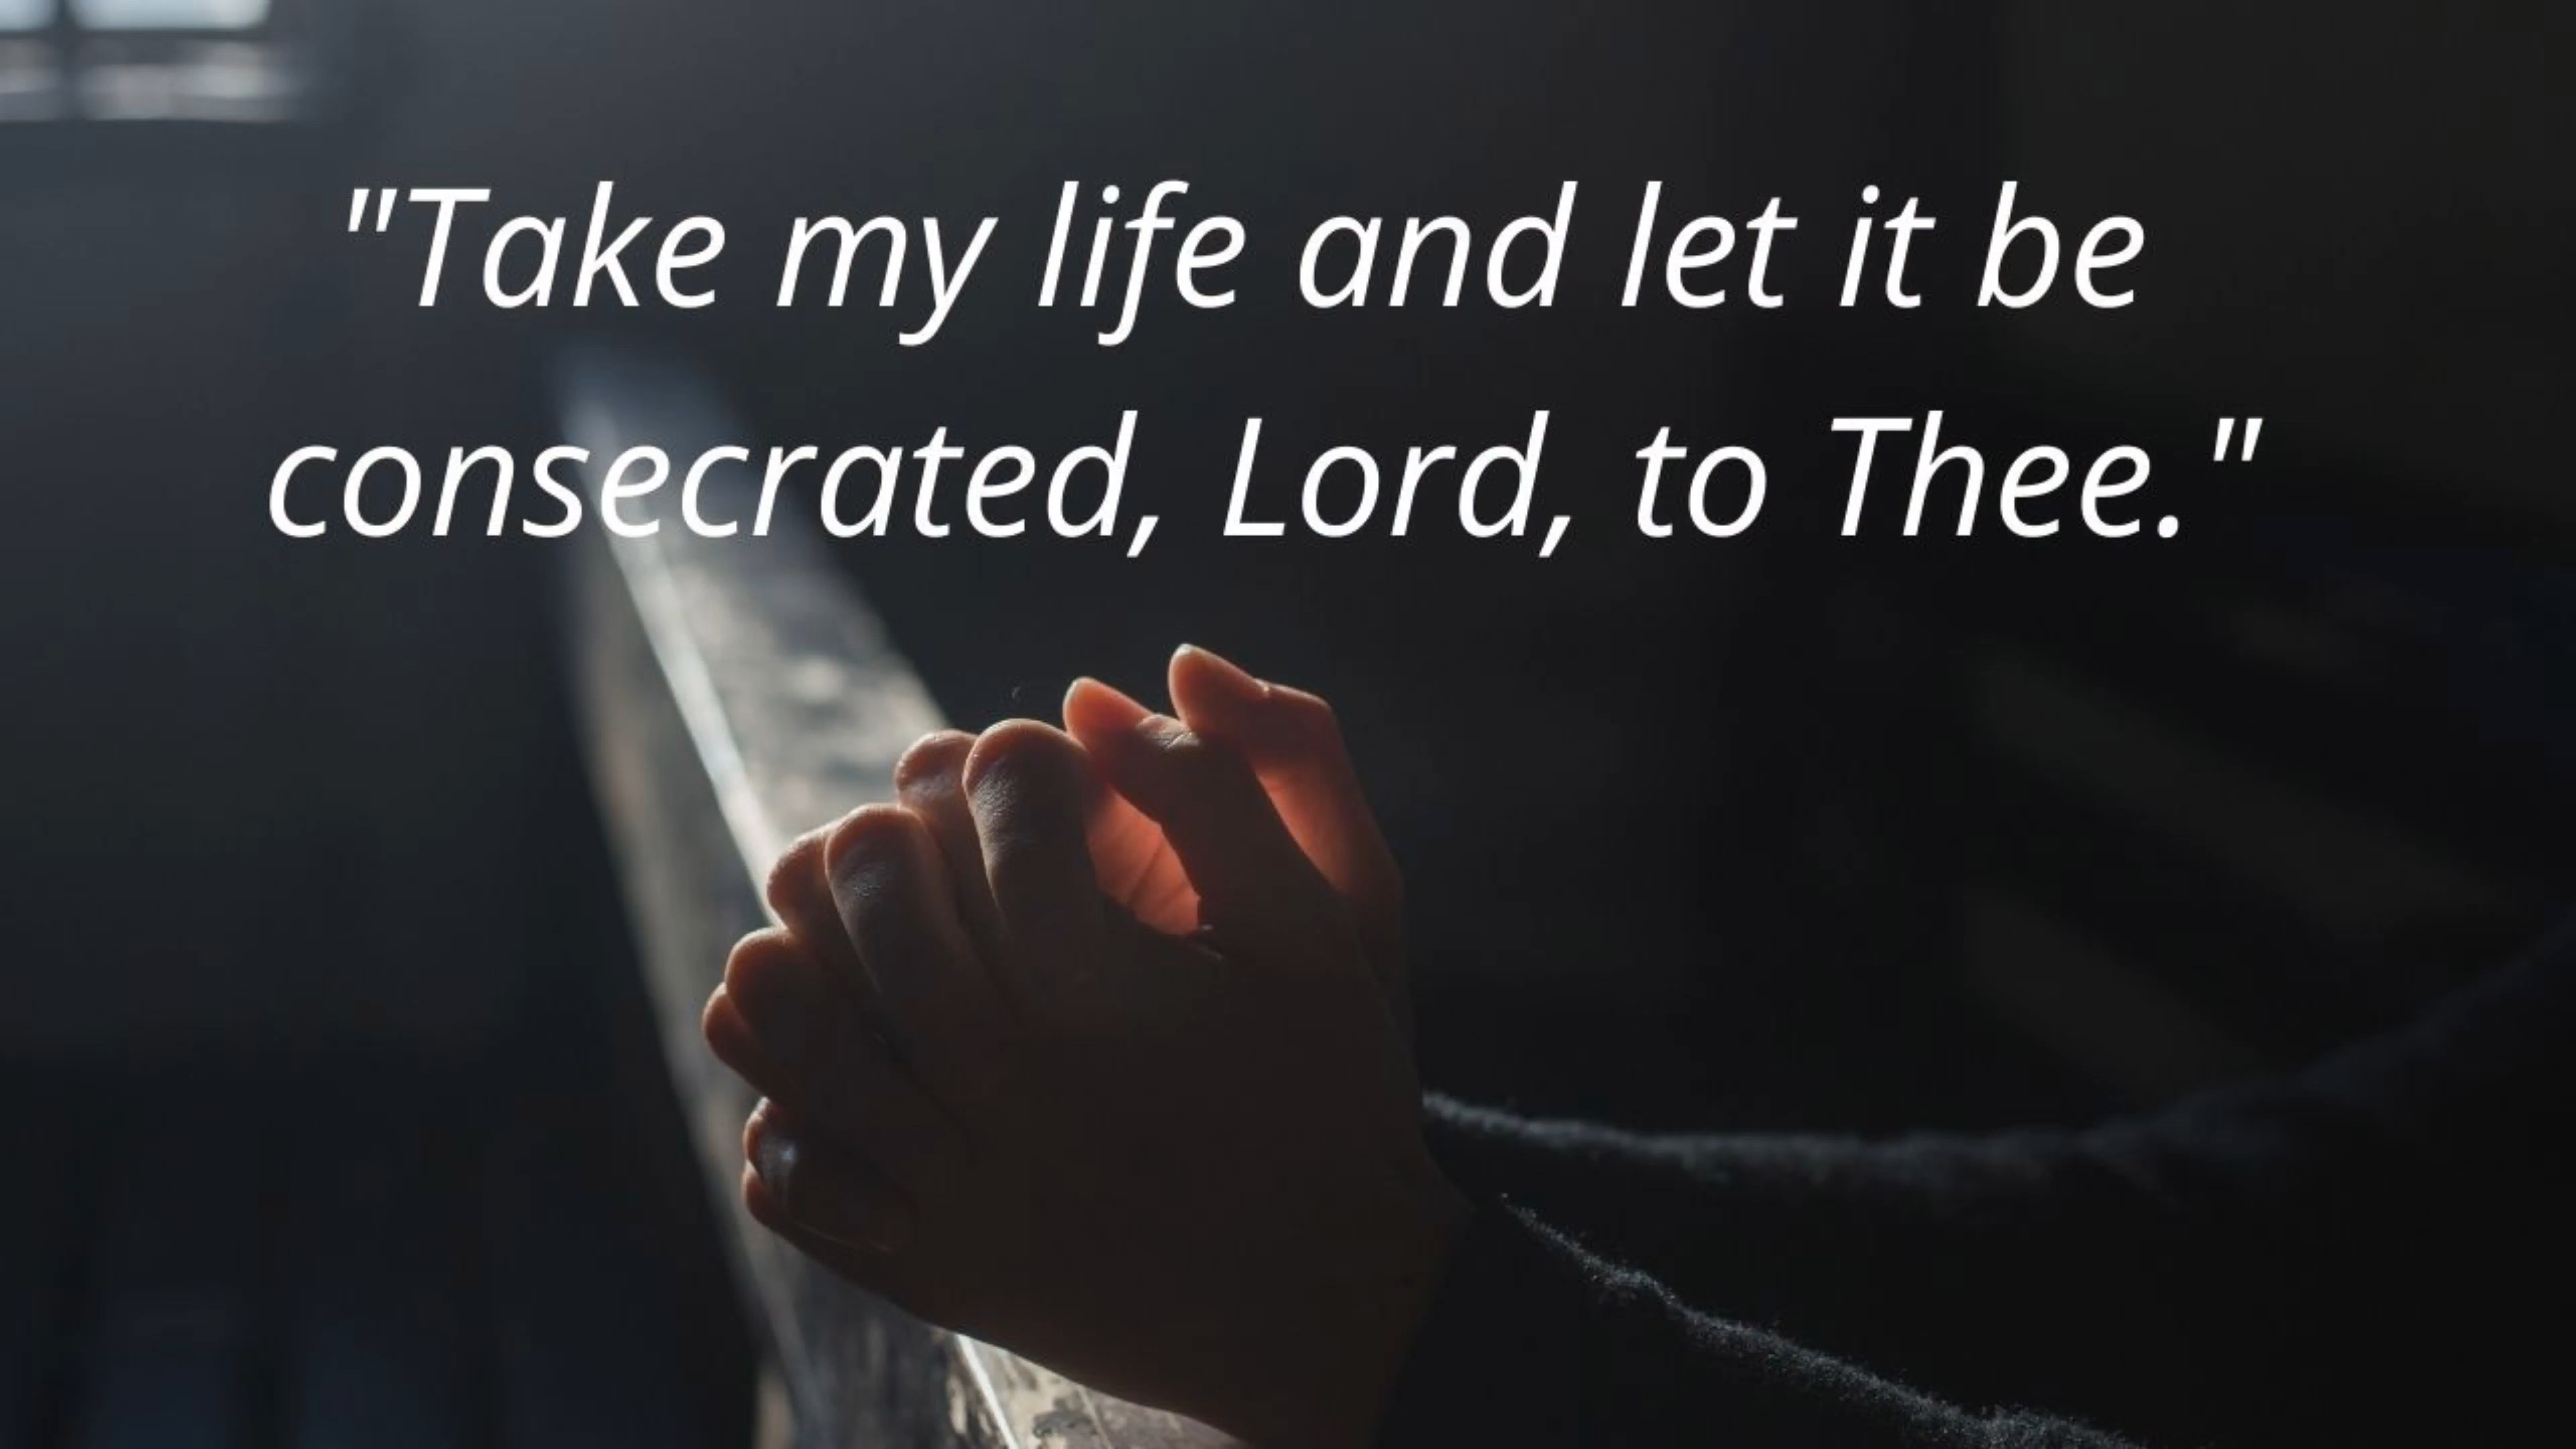 "Take my life and let it be
consecrated, Lord, to Thee."